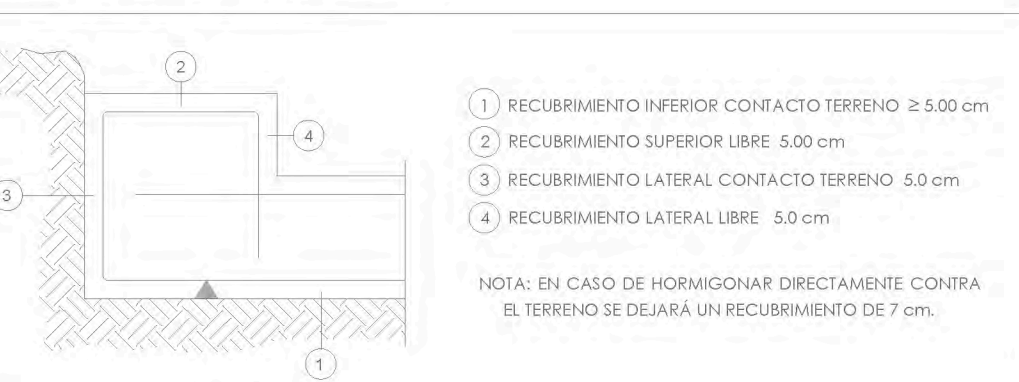 2
4
3
1
1 RECUBRIMIENTO INFERIOR CONTACTO TERRENO ≥ 5.00 cm
2 RECUBRIMIENTO SUPERIOR LIBRE 5.00 cm
3 RECUBRIMIENTO LATERAL CONTACTO TERRENO 5.0 cm
4 RECUBRIMIENTO LATERAL LIBRE 5.0 cm
NOTA: EN CASO DE HORMIGONAR DIRECTAMENTE CONTRA
EL TERRENO SE DEJARÁ UN RECUBRIMIENTO DE 7 cm.